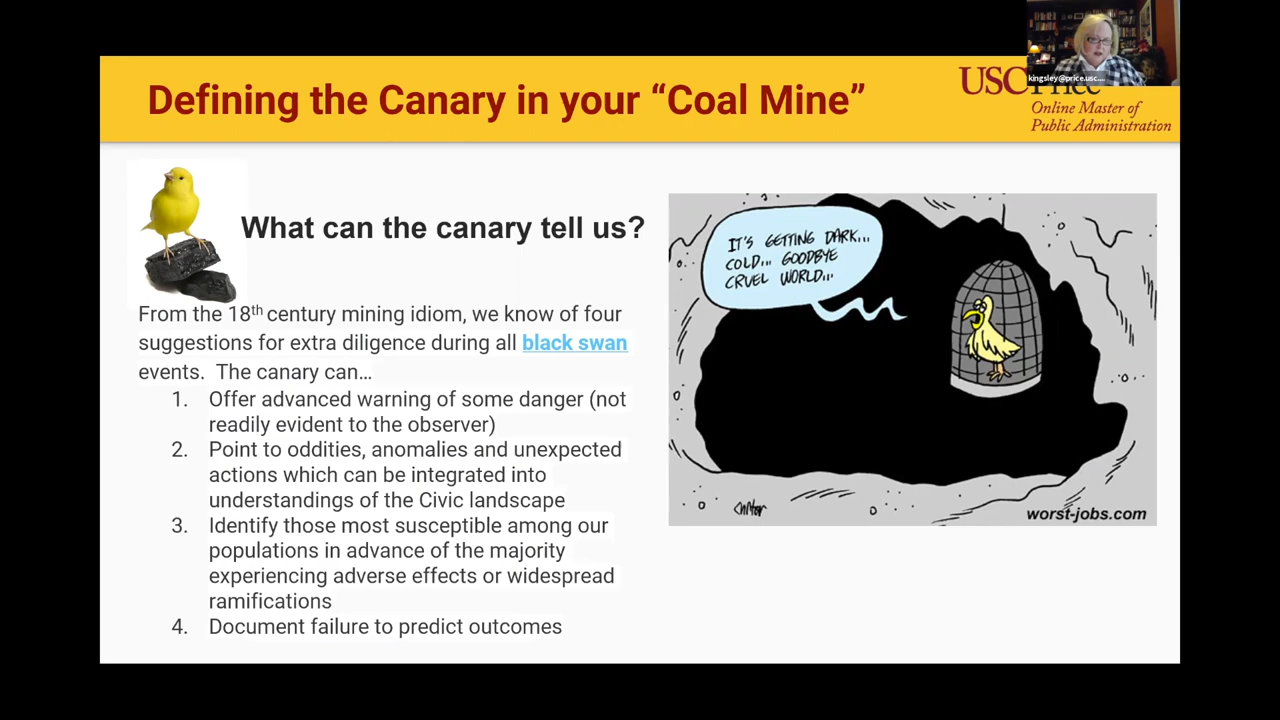 Defining the Canary in your “Coal Mine”
USC Price
Online Master of
Public Administration
kingsley@price.usc....
What can the canary tell us?
From the 18th century mining idiom, we know of four
suggestions for extra diligence during all black swan
events. The canary can…
1. Offer advanced warning of some danger (not
readily evident to the observer)
2. Point to oddities, anomalies and unexpected
actions which can be integrated into
understandings of the Civic landscape
3. Identify those most susceptible among our
populations in advance of the majority
experiencing adverse effects or widespread
ramifications
4. Document failure to predict outcomes
IT'S GETTING DARK...
COLD... GOODBYE
CRUEL WORLD...
worst-jobs.com